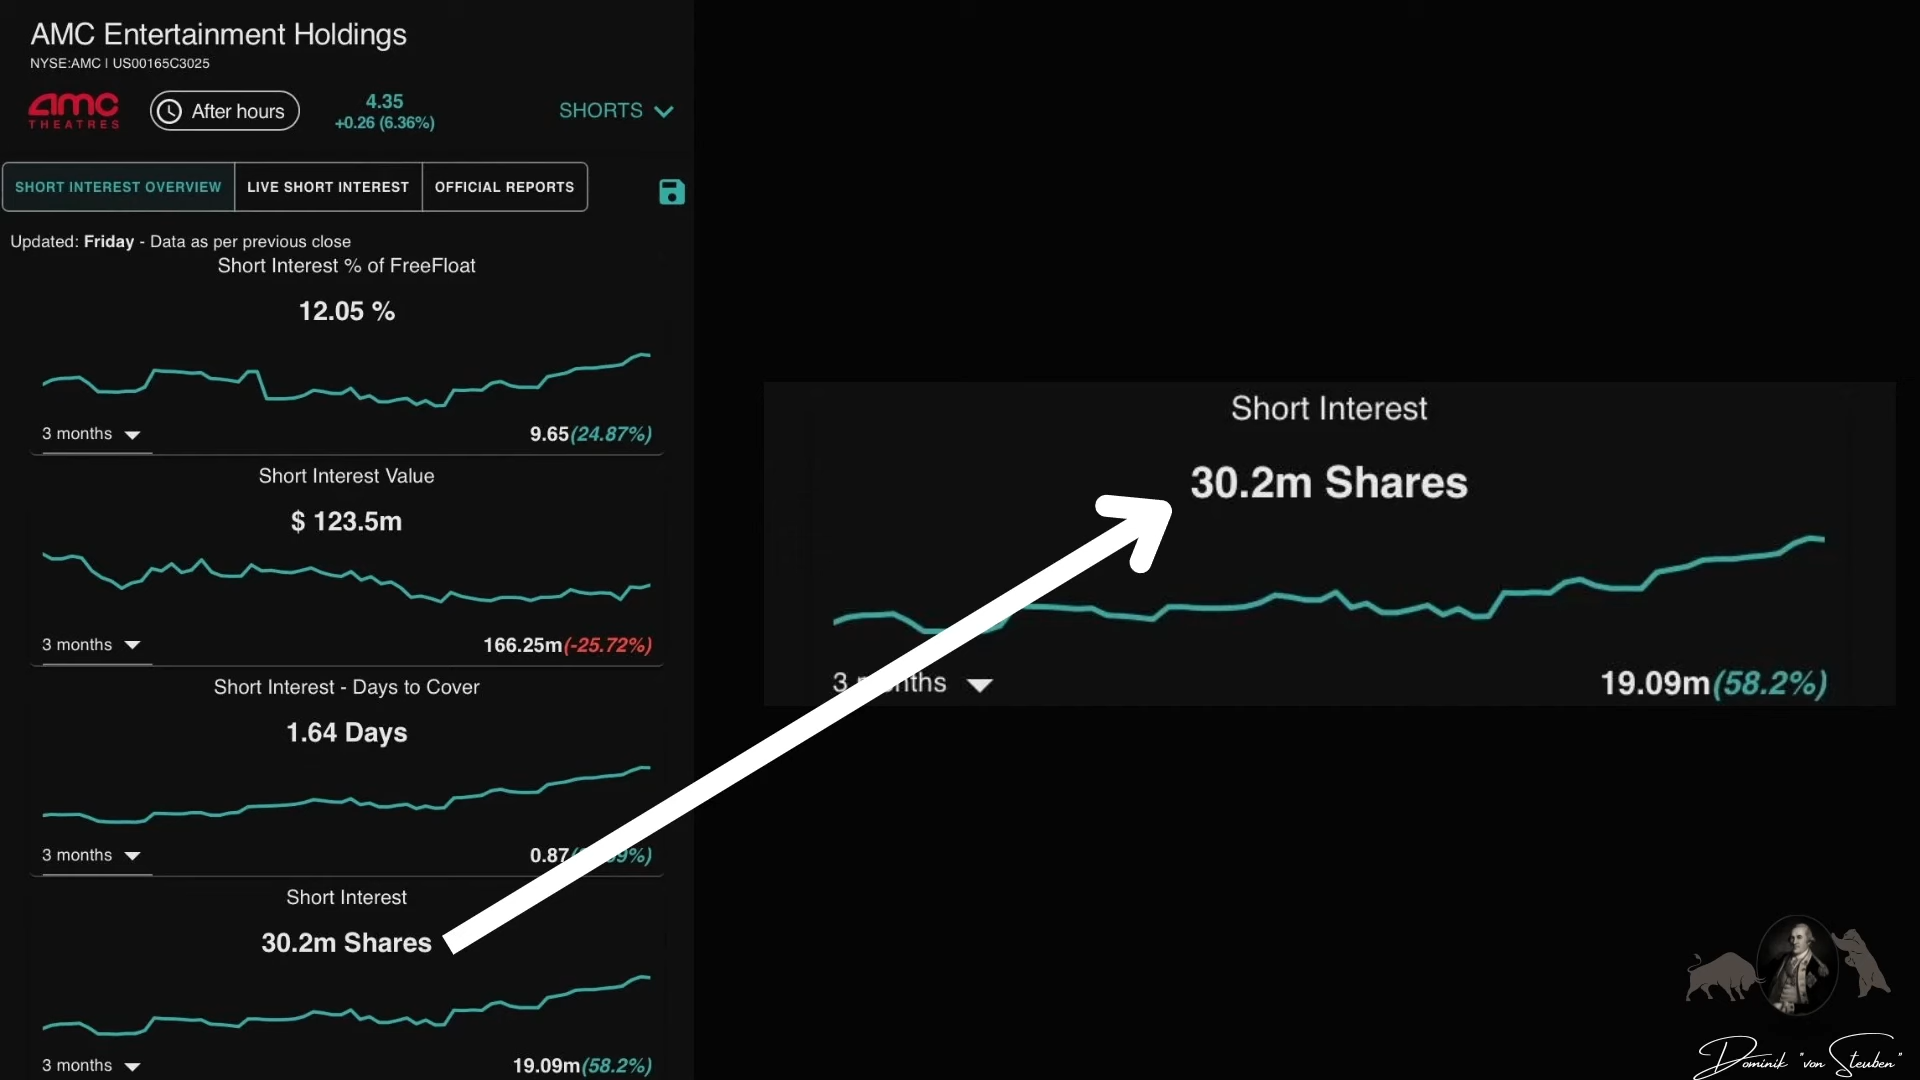 AMC Entertainment Holdings
NYSE:AMC | US00165C3025
amc
THEATRES
After hours
4.35
+0.26 (6.36%)
SHORTS
SHORT INTEREST OVERVIEW
LIVE SHORT INTEREST
OFFICIAL REPORTS
Updated: Friday - Data as per previous close
Short Interest % of FreeFloat
12.05 %
3 months
9.65(24.87%)
Short Interest Value
$ 123.5m
3 months
166.25m(-25.72%)
Short Interest - Days to Cover
1.64 Days
3 months
0.87
Short Interest
30.2m Shares
3 months
19.09m(58.2%)
Short Interest
30.2m Shares
3 months
19.09m(58.2%)
Dominik "von Steuben"